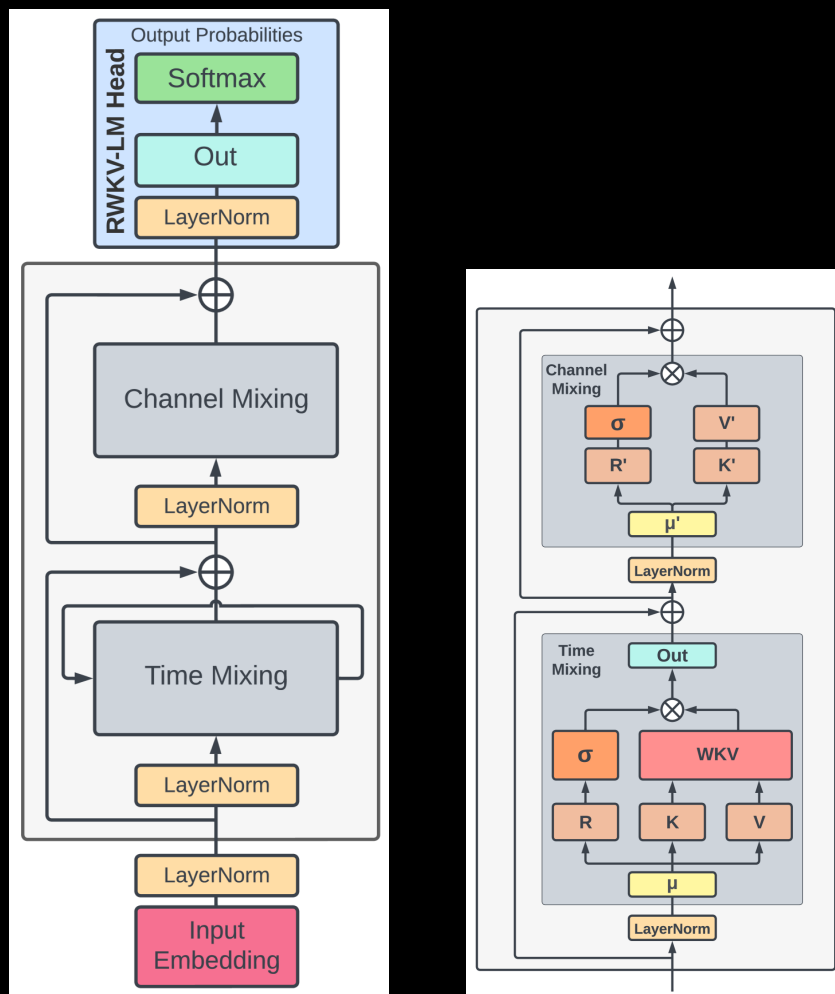 Output Probabilities
RWKV-LM Head
Softmax
Out
LayerNorm
Channel Mixing
LayerNorm
Time Mixing
LayerNorm
LayerNorm
Input
Embedding
Channel
Mixing
σ
V'
R'
K'
μ'
LayerNorm
Time
Mixing
Out
σ
WKV
R
K
V
μ
LayerNorm